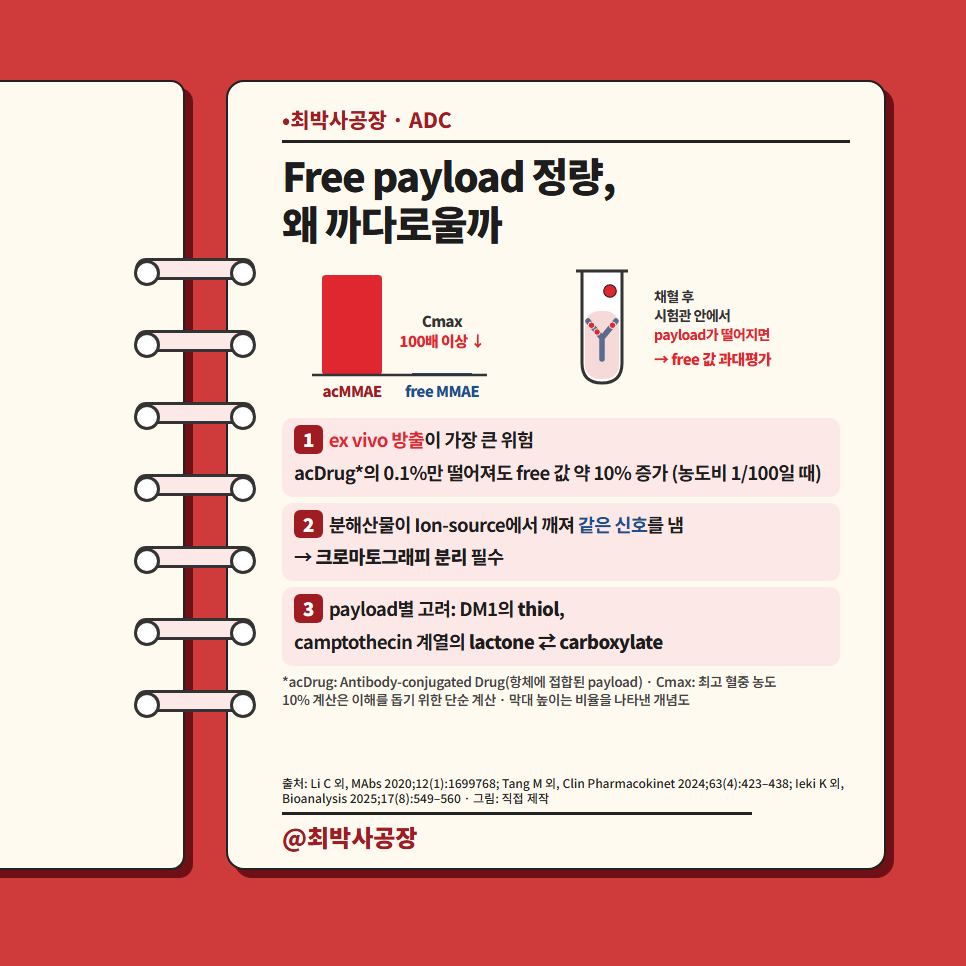 •최박사공장 · ADC
Free payload 정량,
왜 까다로울까
Cmax
100배 이상 ↓
acMMAE
free MMAE
채혈 후
시험관 안에서
payload가 떨어지면
→ free 값 과대평가
1 ex vivo 방출이 가장 큰 위험
acDrug*의 0.1%만 떨어져도 free 값 약 10% 증가 (농도비 1/100일 때)
2 분해산물이 Ion-source에서 깨져 같은 신호를 냄
→ 크로마토그래피 분리 필수
3 payload별 고려: DM1의 thiol,
camptothecin 계열의 lactone ⇄ carboxylate
*acDrug: Antibody-conjugated Drug(항체에 접합된 payload) · Cmax: 최고 혈중 농도
10% 계산은 이해를 돕기 위한 단순 계산 · 막대 높이는 비율을 나타낸 개념도
출처: Li C 외, MAbs 2020;12(1):1699768; Tang M 외, Clin Pharmacokinet 2024;63(4):423–438; Ieki K 외,
Bioanalysis 2025;17(8):549–560 · 그림: 직접 제작
@최박사공장